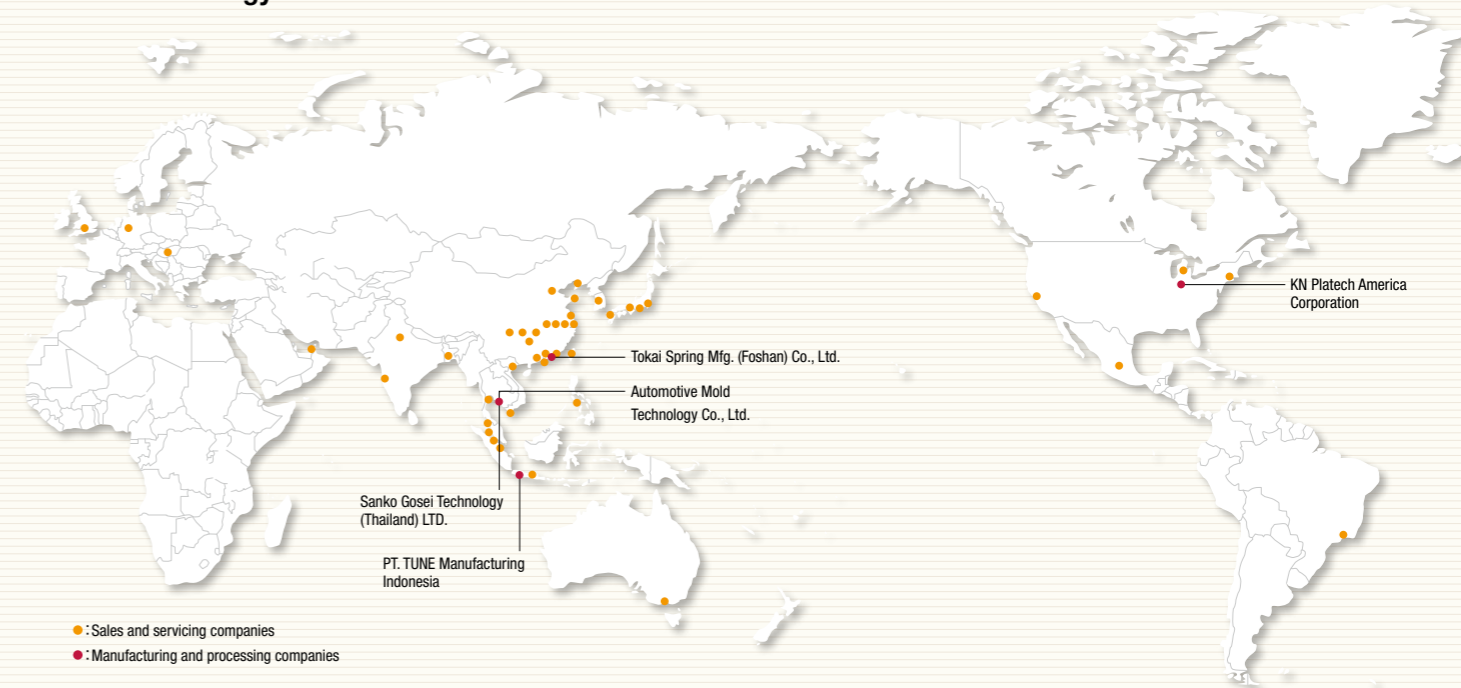 KN Platech America
Corporation
Tokai Spring Mfg. (Foshan) Co., Ltd.
Automotive Mold
Technology Co., Ltd.
Sanko Gosei Technology
(Thailand) LTD.
PT. TUNE Manufacturing
Indonesia
● : Sales and servicing companies
● : Manufacturing and processing companies